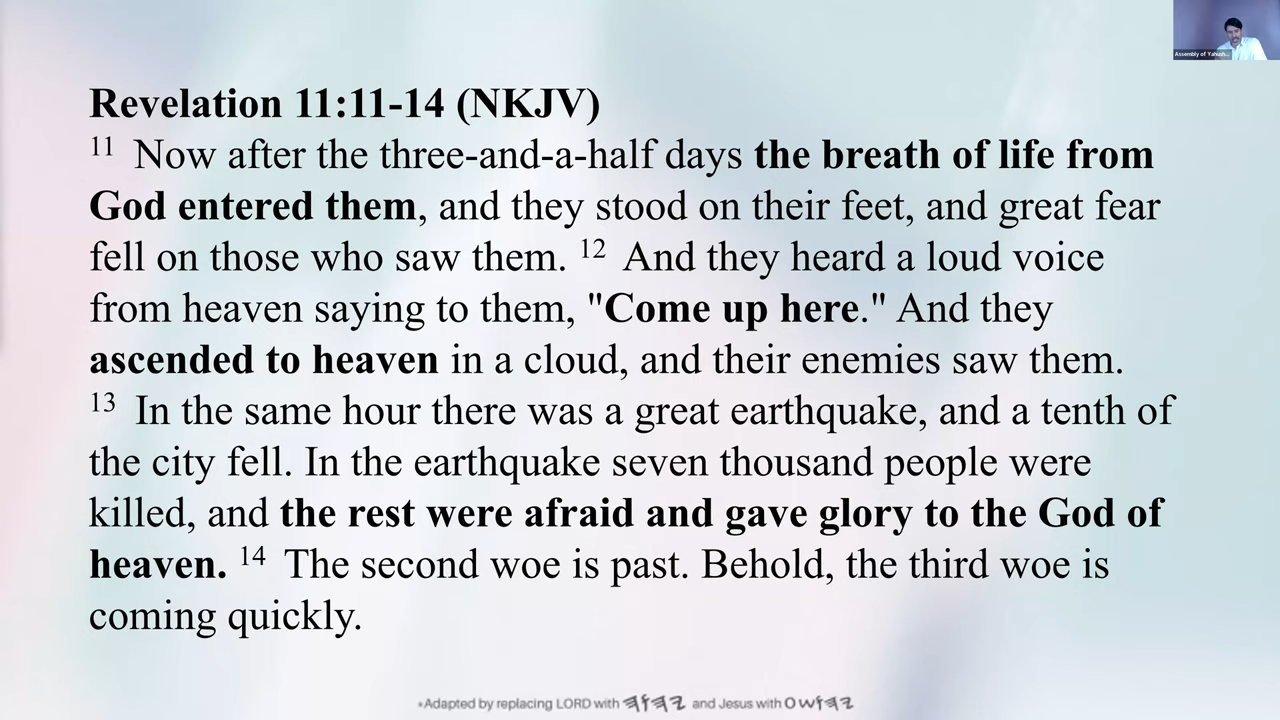 Assembly of Yahush...
Revelation 11:11-14 (NKJV)
11 Now after the three-and-a-half days the breath of life from
God entered them, and they stood on their feet, and great fear
fell on those who saw them. 12 And they heard a loud voice
from heaven saying to them, "Come up here." And they
ascended to heaven in a cloud, and their enemies saw them.
13 In the same hour there was a great earthquake, and a tenth of
the city fell. In the earthquake seven thousand people were
killed, and the rest were afraid and gave glory to the God of
heaven. 14 The second woe is past. Behold, the third woe is
coming quickly.
*Adapted by replacing LORD with 𐤉𐤄𐤅𐤄 and Jesus with 𐤉𐤄𐤅𐤔𐤏